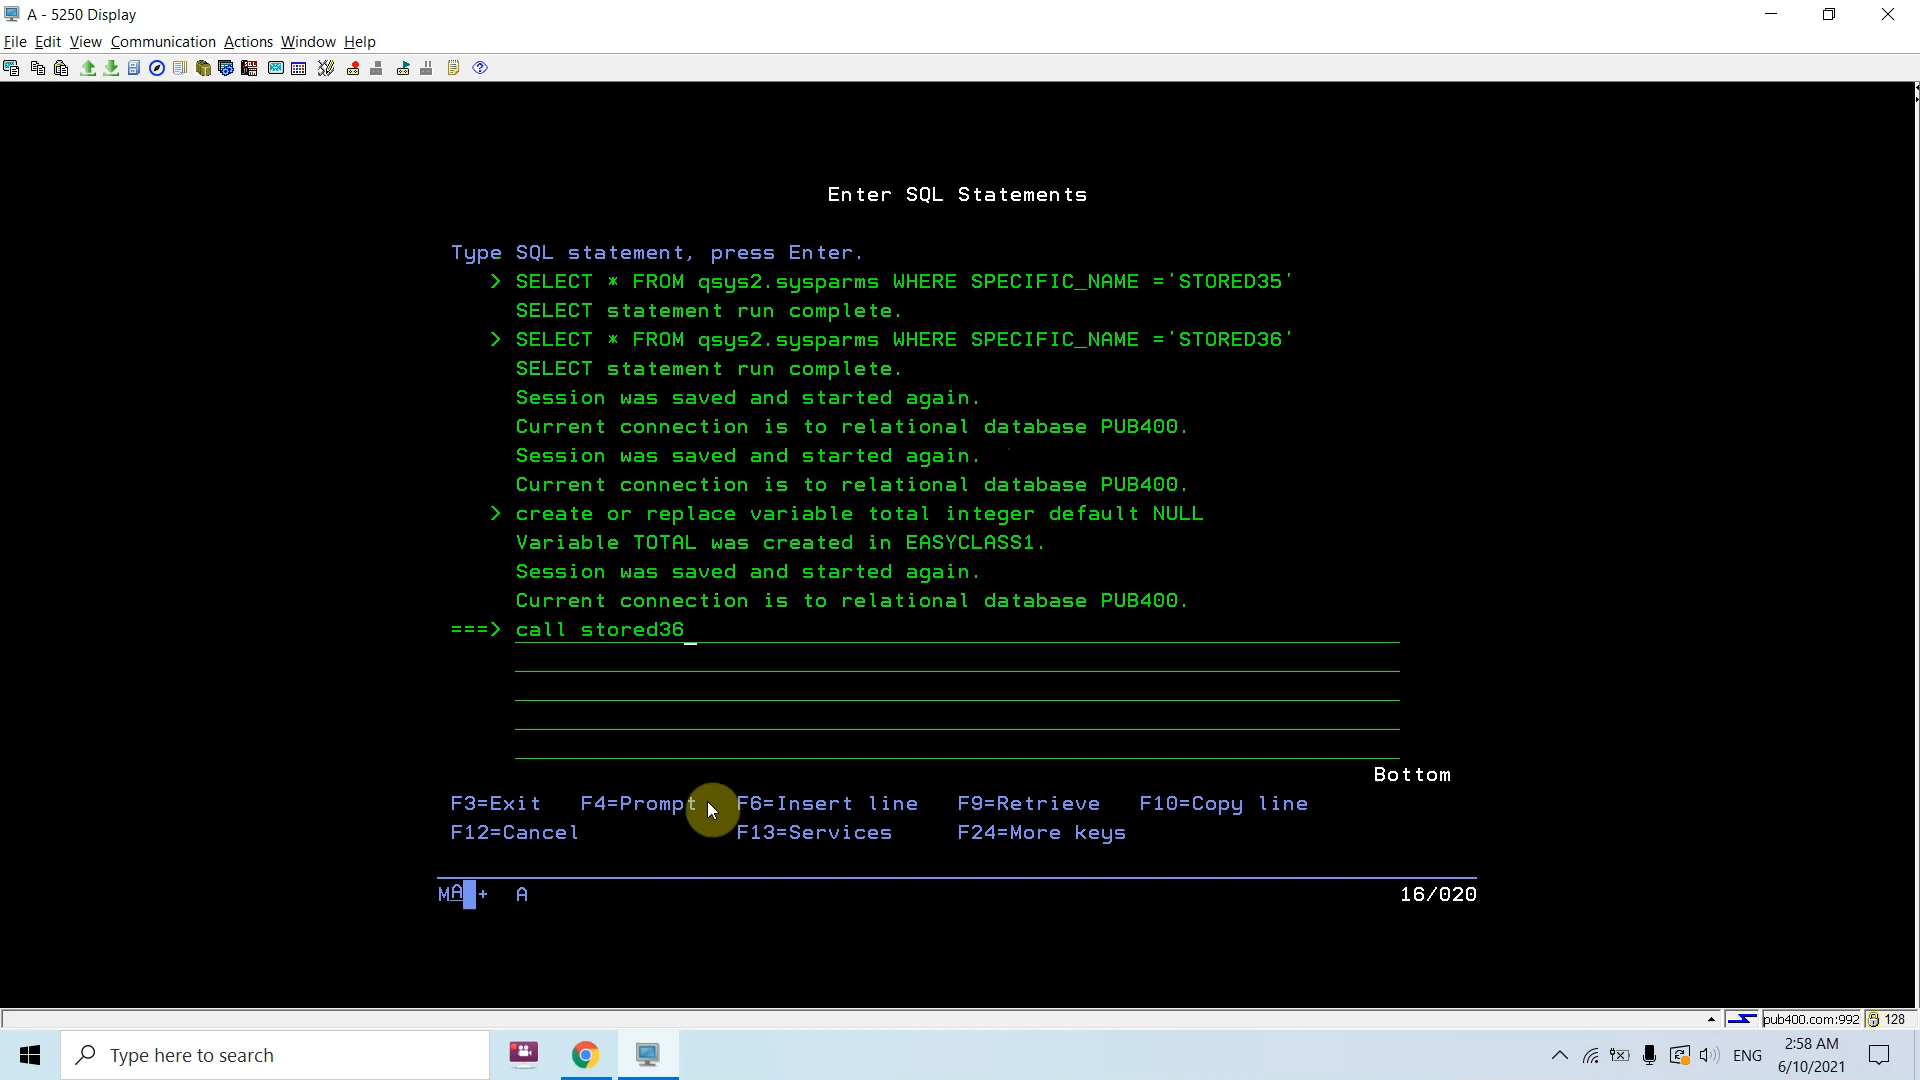 A - 5250 Display
File Edit View Communication Actions Window Help
Enter SQL Statements
Type SQL statement, press Enter.
> SELECT * FROM qsys2.sysparms WHERE SPECIFIC_NAME ='STORED35'
SELECT statement run complete.
> SELECT * FROM qsys2.sysparms WHERE SPECIFIC_NAME ='STORED36'
SELECT statement run complete.
Session was saved and started again.
Current connection is to relational database PUB400.
Session was saved and started again.
Current connection is to relational database PUB400.
> create or replace variable total integer default NULL
Variable TOTAL was created in EASYCLASS1.
Session was saved and started again.
Current connection is to relational database PUB400.
===> call stored36_
Bottom
F3=Exit F4=Prompt F6=Insert line F9=Retrieve F10=Copy line
F12=Cancel F13=Services F24=More keys
MA + A 16/020
pub400.com:992 128
Type here to search
ENG
2:58 AM
6/10/2021